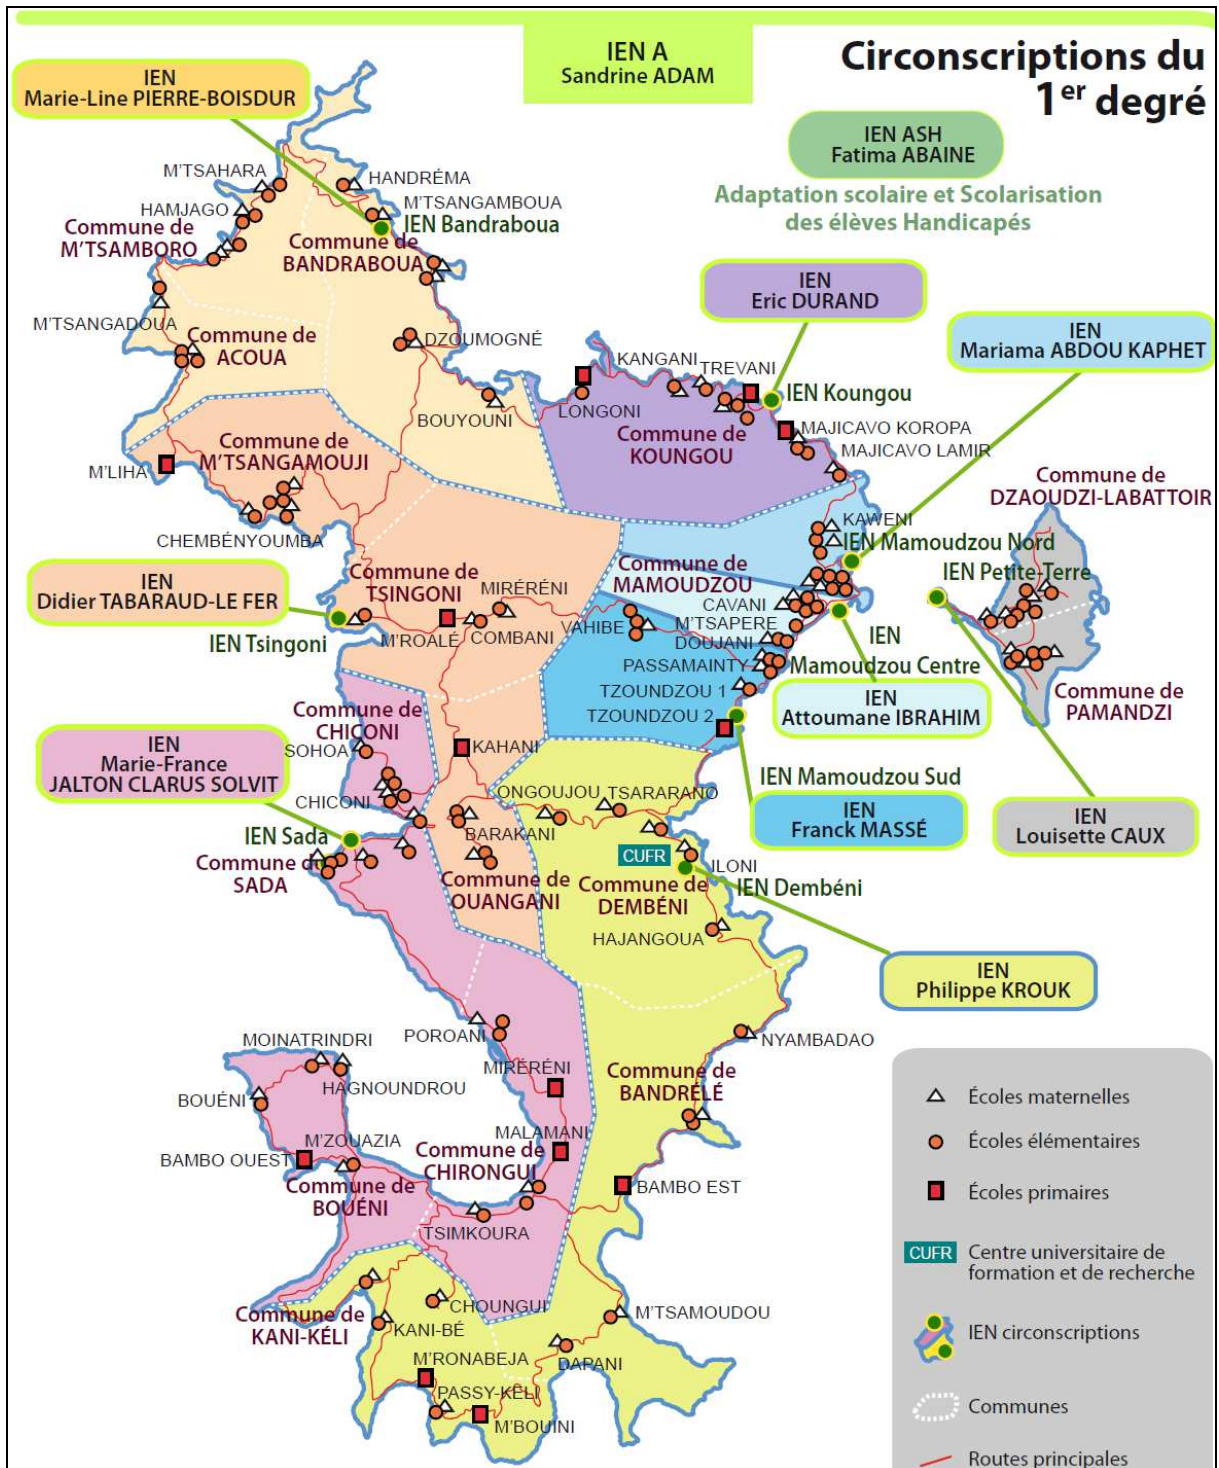 IEN A
Sandrine ADAM
Circonscriptions du
1er degré
IEN
Marie-Line PIERRE-BOISDUR
IEN ASH
Fatima ABAINE
Adaptation scolaire et Scolarisation
des élèves Handicapés
M'TSAHARA
HANDRÉMA
HAMJAGO
M'TSANGAMBOUA
IEN Bandraboua
Commune de
M'TSAMBORO
Commune de
BANDRABOUA
IEN
Eric DURAND
M'TSANGADOUA
Commune de
ACOUA
DZOUMOGNÉ
IEN
Mariama ABDOU KAPHET
KANGANI
TREVANI
IEN Koungou
LONGONI
BOUYOUNI
Commune de
KOUNGOU
MAJICAVO KOROPA
MAJICAVO LAMIR
Commune de
M'TSANGAMOUJI
M'LIHA
Commune de
DZAOUDZI-LABATTOIR
CHEMBÉNYOUMBA
KAWENI
IEN Mamoudzou Nord
Commune de
MAMOUDZOU
IEN Petite-Terre
IEN
Didier TABARAUD-LE FER
Commune de
TSINGONI
MIRÉRÉNI
CAVANI
M'TSAPERE
VAHIBE
DOUJANI
IEN Tsingoni
M'ROALÉ
COMBANI
IEN
Mamoudzou Centre
PASSAMAINTY
TZOUNDZOU 1
TZOUNDZOU 2
IEN
Attoumane IBRAHIM
Commune de
PAMANDZI
Commune de
CHICONI
SOHOA
IEN
Marie-France
JALTON CLARUS SOLVIT
KAHANI
CHICONI
ONGOUJOU
TSARARANO
IEN Mamoudzou Sud
IEN
Franck MASSÉ
IEN
Louisette CAUX
IEN Sada
Commune de
SADA
BARAKANI
CUFR
ILONI
IEN Dembéni
Commune de
OUANGANI
Commune de
DEMBÉNI
HAJANGOUA
IEN
Philippe KROUK
POROANI
NYAMBADAO
MOINATRINDRI
HAGNOUNDROU
BOUÉNI
MIRÉRÉNI
Commune de
BANDRÉLÉ
M'ZOUAZIA
MALAMANI
BAMBO OUEST
Commune de
CHIRONGUI
Commune de
BOUÉNI
BAMBO EST
TSIMKOURA
Commune de
KANI-KÉLI
CHOUNGUI
KANI-BÉ
M'TSAMOUDOU
M'RONABEJA
DAPANI
PASSY-KÉLI
M'BOUINI
Écoles maternelles
Écoles élémentaires
Écoles primaires
CUFR
Centre universitaire de
formation et de recherche
IEN circonscriptions
Communes
Routes principales